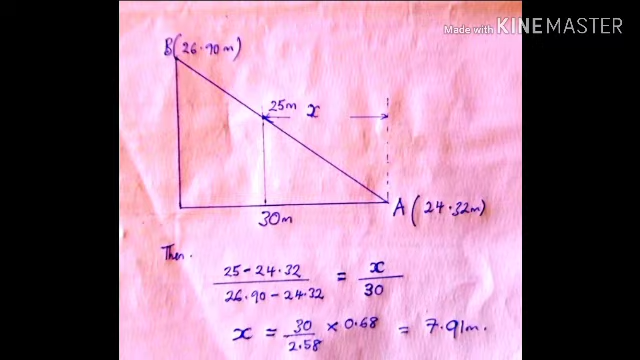 Made with KINEMASTER
B(26.90m)
25m x
30m
A (24.32m)
Then.
25-24.32 / 26.90-24.32 = x / 30
x = 30 / 2.58 × 0.68 = 7.91m.